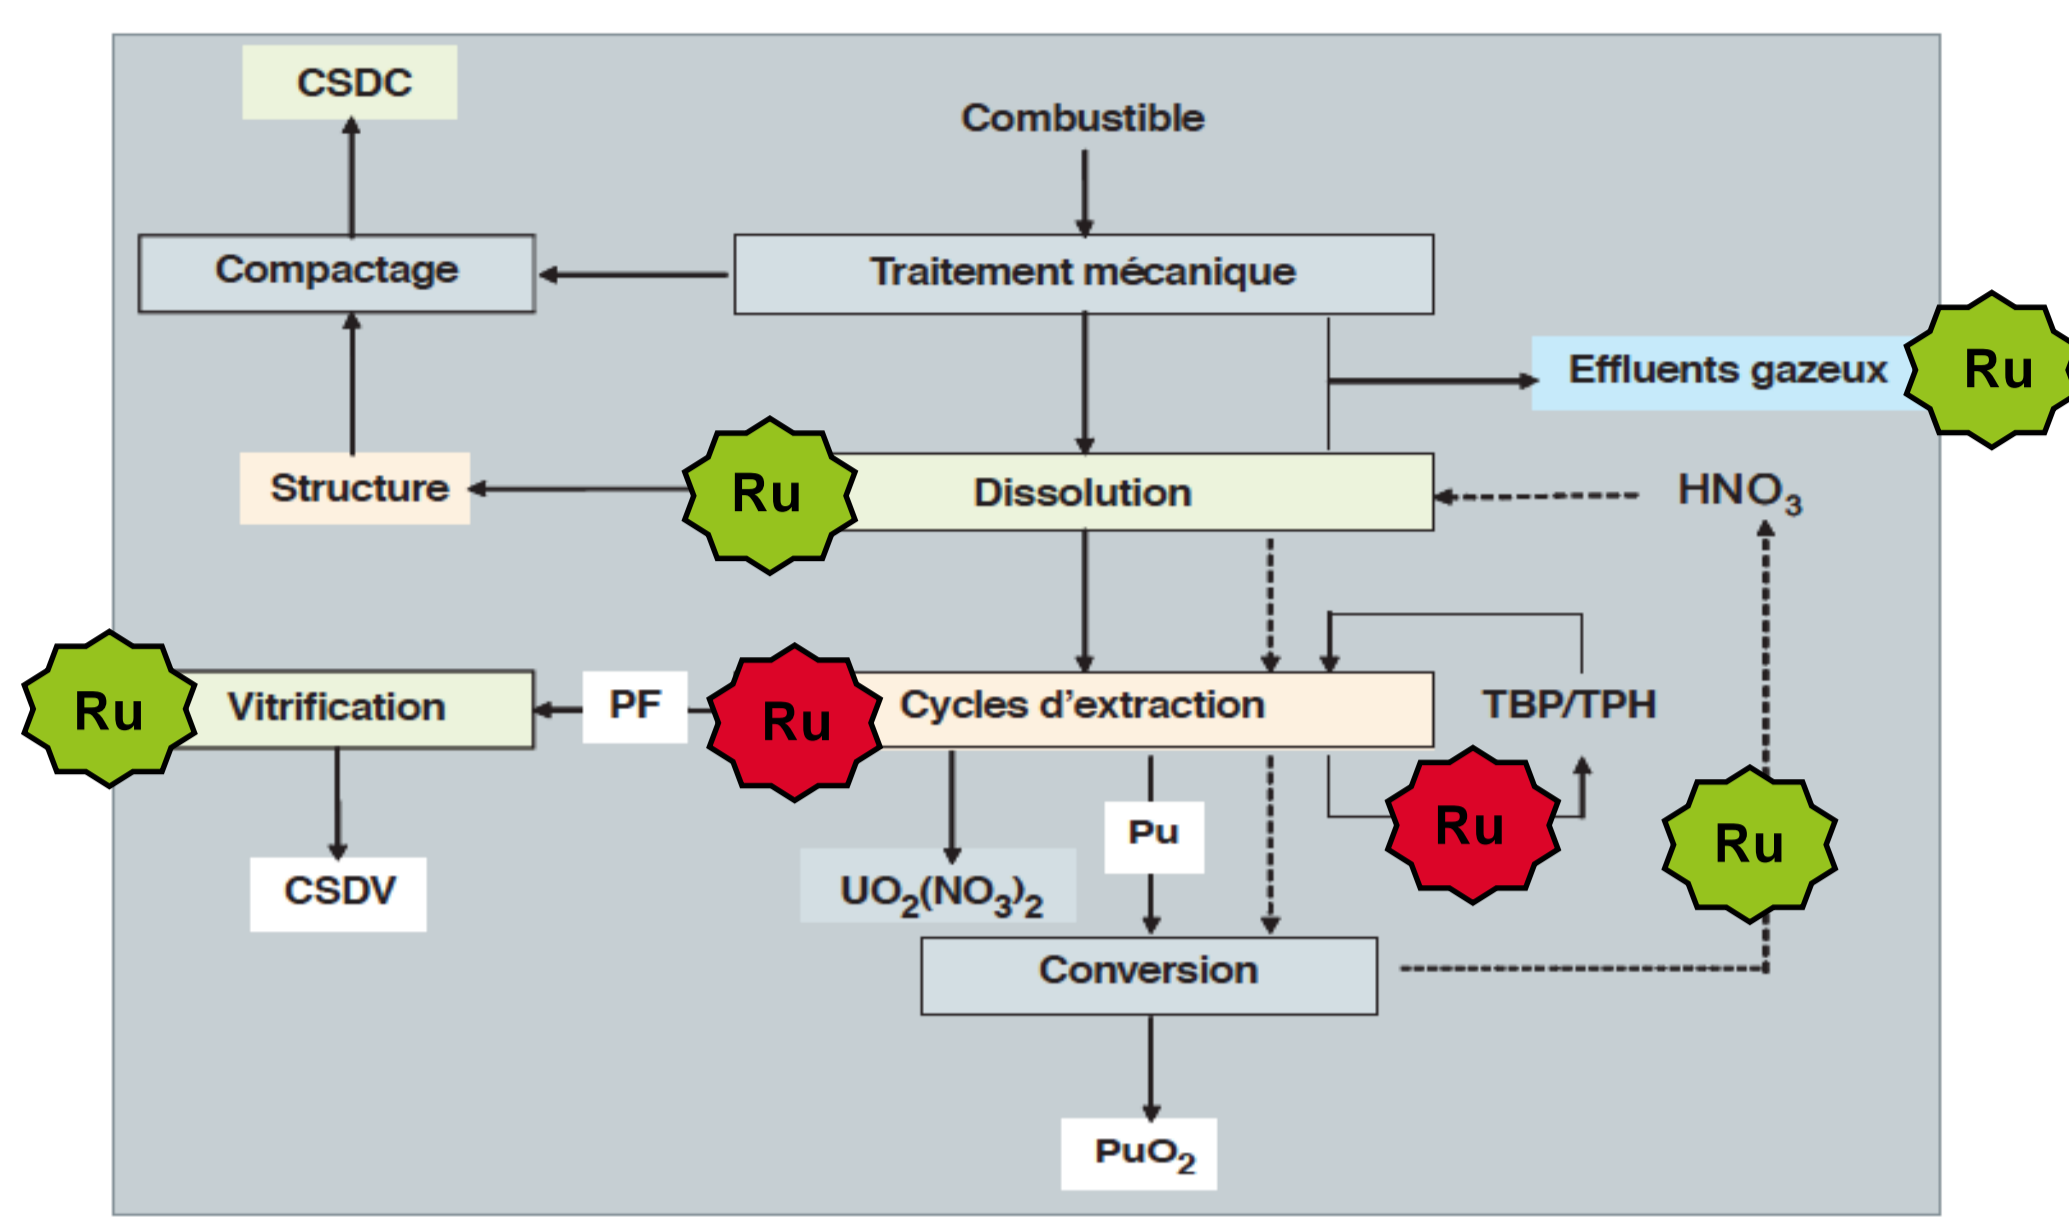 CSDC
Combustible
Compactage
Traitement mécanique
Effluents gazeux
Ru
Structure
Ru
Dissolution
HNO₃
Ru
Vitrification
PF
Ru
Cycles d'extraction
TBP/TPH
CSDV
UO₂(NO₃)₂
Pu
Ru
Ru
Conversion
PuO₂